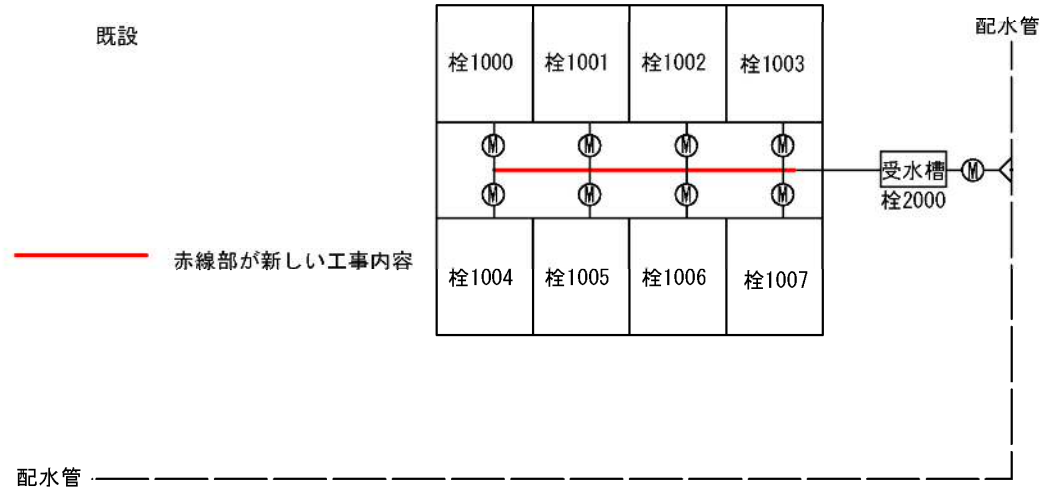 既設
配水管
栓1000
栓1001
栓1002
栓1003
M
M
M
M
受水槽
M
栓2000
M
M
M
M
赤線部が新しい工事内容
栓1004
栓1005
栓1006
栓1007
配水管